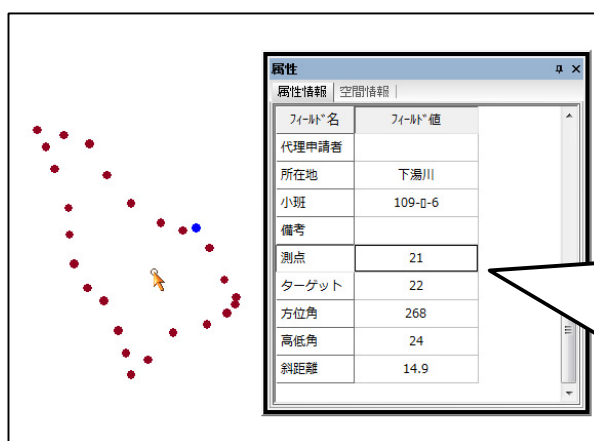 属性
属性情報 空間情報
フィールド名 フィールド値
代理申請者
所在地 下湯川
小班 109-ロ-6
備考
測点 21
ターゲット 22
方位角 268
高低角 24
斜距離 14.9